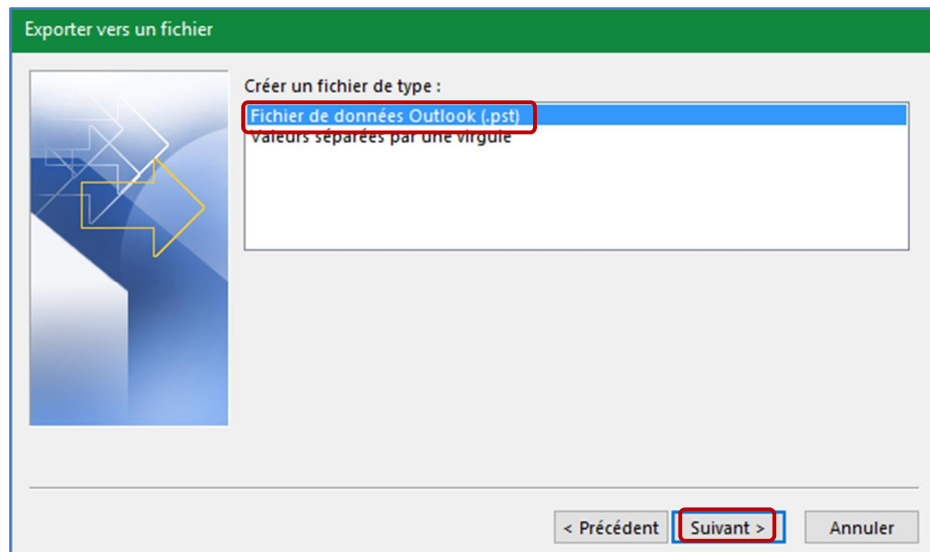 Exporter vers un fichier
Créer un fichier de type :
Fichier de données Outlook (.pst)
Valeurs séparées par une virgule
< Précédent
Suivant >
Annuler